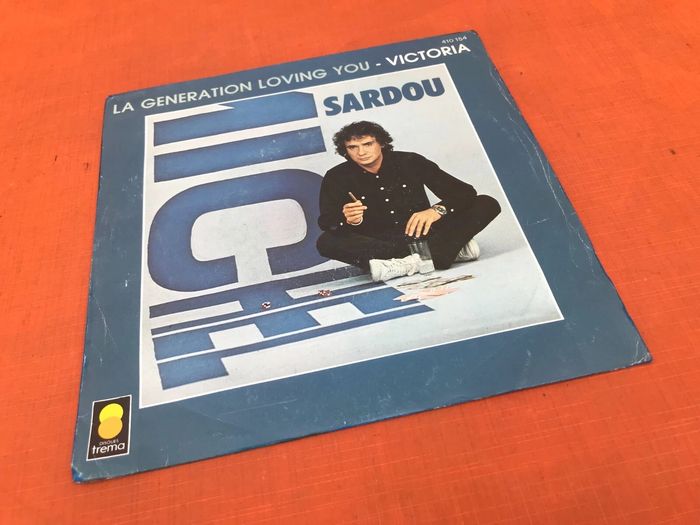 410 154
LA GENERATION LOVING YOU - VICTORIA
SARDOU
DISQUES
trema